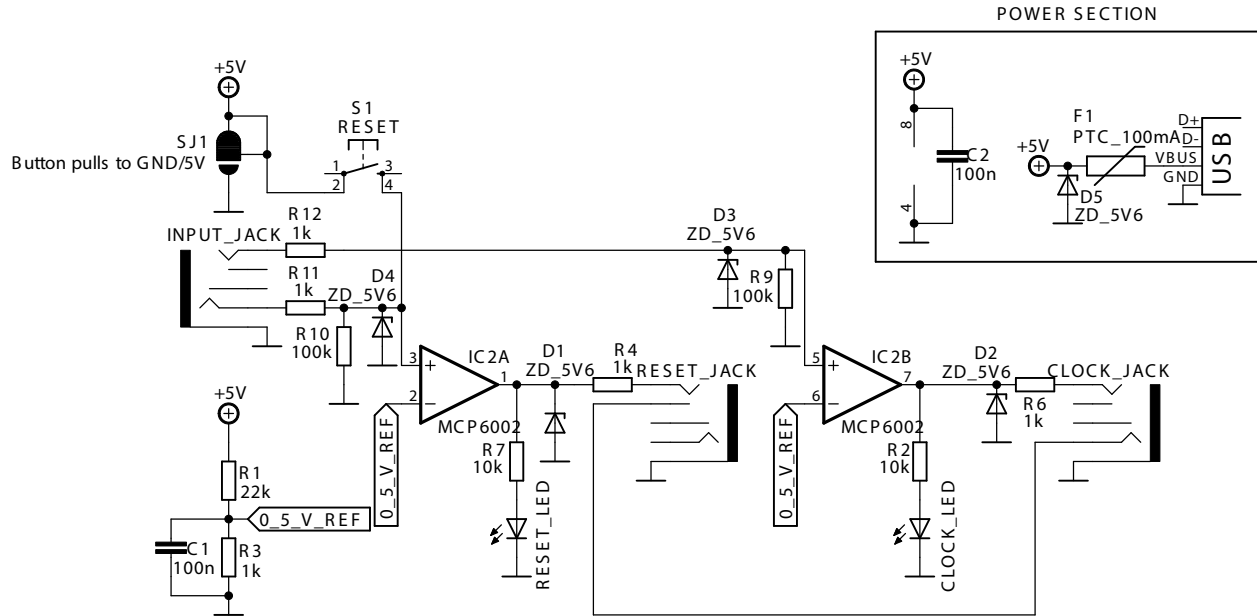 POWER SECTION
+5V
SJ1
Button pulls to GND/5V
S1
RESET
1
2
3
4
+5V
8
4
C2
100n
F1
PTC_100mA
+5V
D5
ZD_5V6
D+
D-
VBUS
GND
USB
INPUT_JACK
R12
1k
R11
1k
D4
ZD_5V6
R10
100k
D3
ZD_5V6
R9
100k
3
+
2
-
1
IC2A
MCP6002
0_5_V_REF
D1
ZD_5V6
R4
1k
RESET_JACK
R7
10k
RESET_LED
5
+
6
-
7
IC2B
MCP6002
0_5_V_REF
D2
ZD_5V6
R6
1k
CLOCK_JACK
R2
10k
CLOCK_LED
+5V
R1
22k
0_5_V_REF
C1
100n
R3
1k